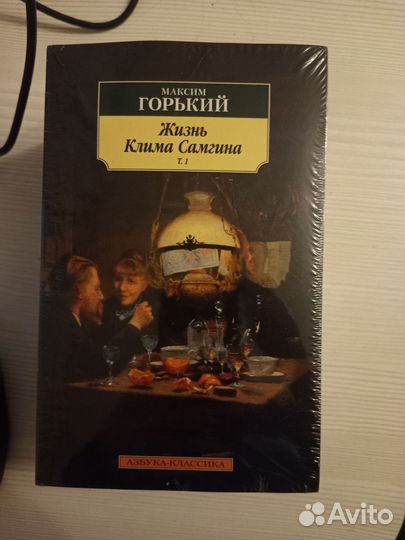 МАКСИМ
ГОРЬКИЙ
Жизнь
Клима Самгина
Т. 1
АЗБУКА-КЛАССИКА
Avito